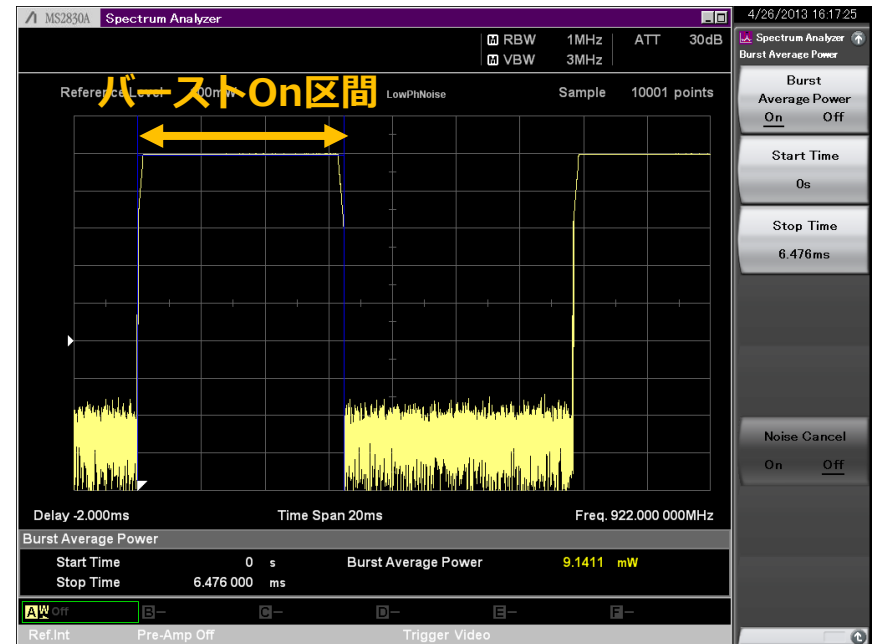 MS2830A Spectrum Analyzer
4/26/2013 16:17:25
RBW 1MHz ATT 30dB
VBW 3MHz
Reference Level 100mW LowPhNoise Sample 10001 points
バーストOn区間
Delay -2.000ms Time Span 20ms Freq. 922.000 000MHz
Burst Average Power
Start Time 0 s Burst Average Power 9.1411 mW
Stop Time 6.476 000 ms
A Off B- C- D- E- F-
Ref.Int Pre-Amp Off Trigger Video
Spectrum Analyzer
Burst Average Power
Burst
Average Power
On Off
Start Time
0s
Stop Time
6.476ms
Noise Cancel
On Off